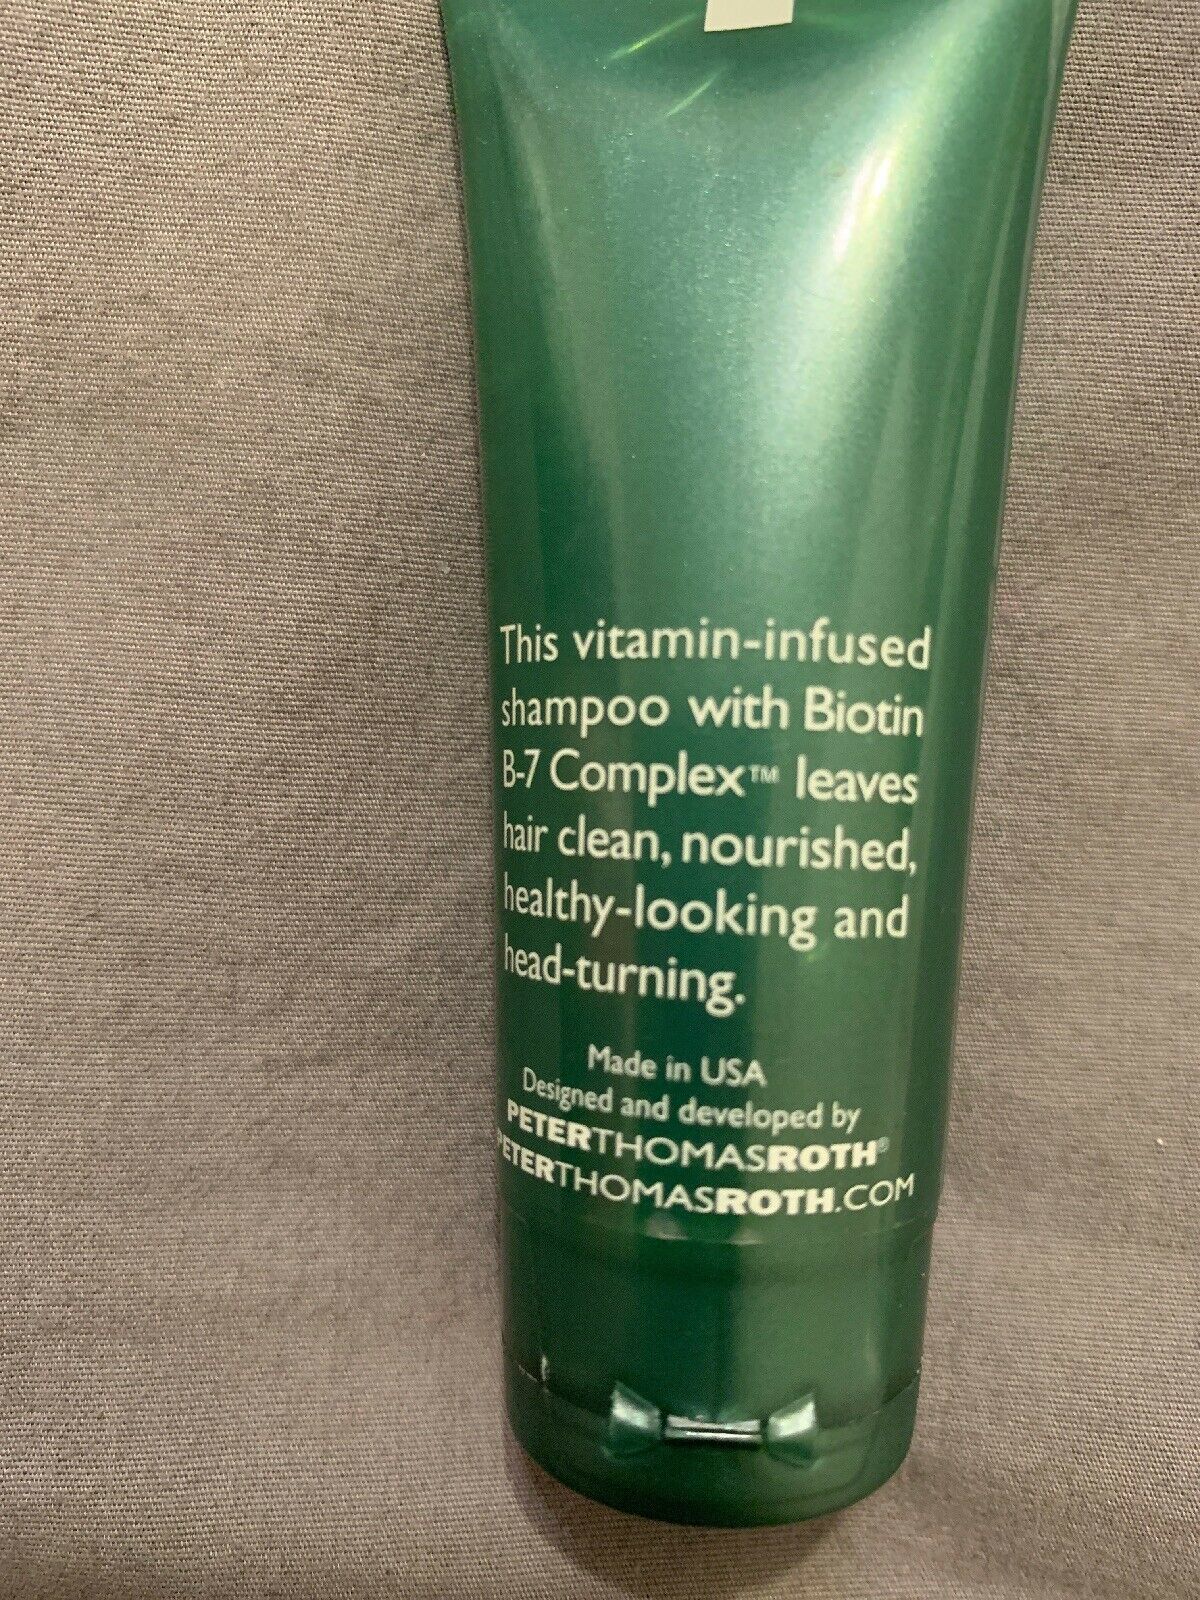 This vitamin-infused
shampoo with Biotin
B-7 Complex™ leaves
hair clean, nourished,
healthy-looking and
head-turning.
Made in USA
Designed and developed by
PETERTHOMASROTH®
PETERTHOMASROTH.COM